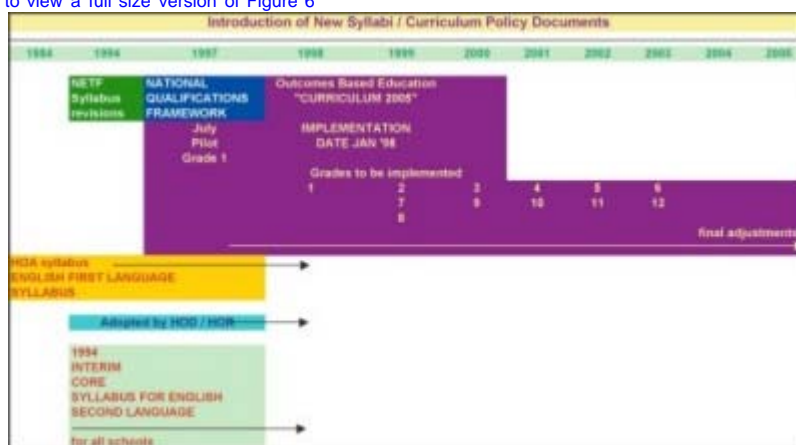 to view a full size version of Figure 6
Introduction of New Syllabi / Curriculum Policy Documents
1984 1994 1997 1998 1999 2000 2001 2002 2003 2004 2005
NETF
Syllabus
revisions
NATIONAL
QUALIFICATIONS
FRAMEWORK
Outcomes Based Education
"CURRICULUM 2005"
July
Pilot
Grade 1
IMPLEMENTATION
DATE JAN '98
Grades to be implemented
1 2 3 4 5 6
7 9 10 11 12
8
final adjustments
HOA syllabus
ENGLISH FIRST LANGUAGE
SYLLABUS
Adopted by HOD / HOR
1994
INTERIM
CORE
SYLLABUS FOR ENGLISH
SECOND LANGUAGE
for all schools